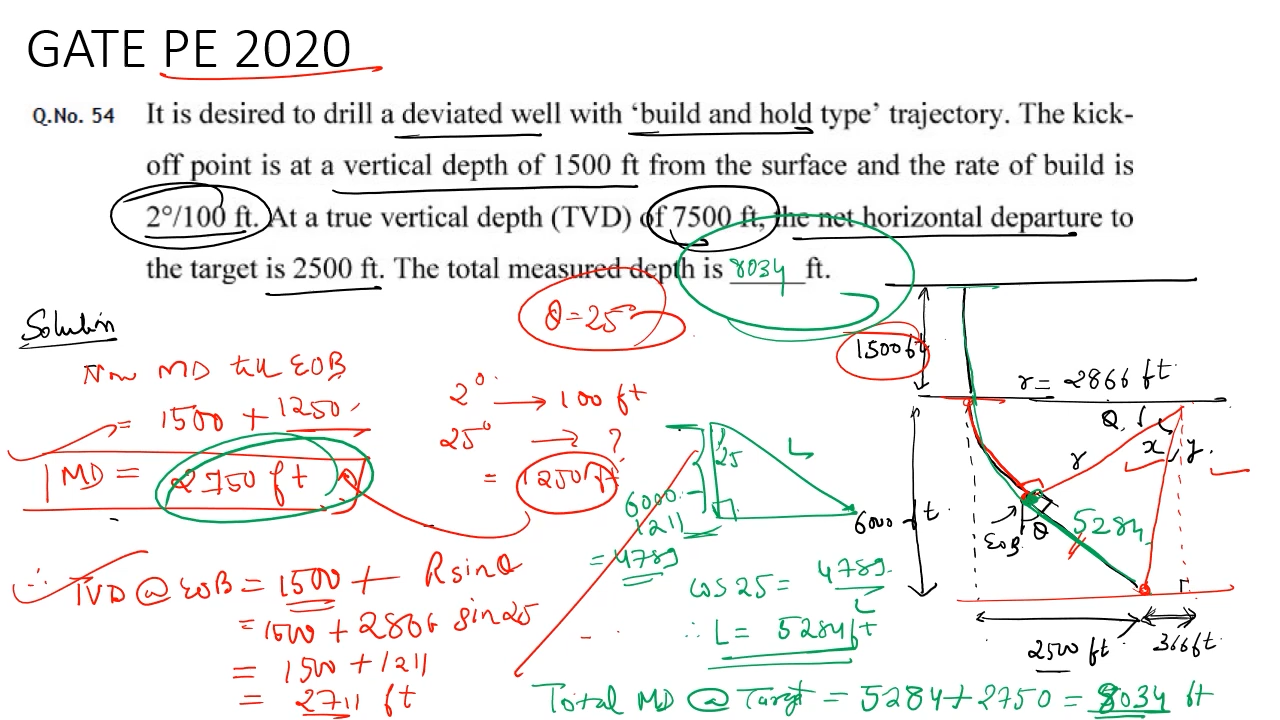 GATE PE 2020
Q.No. 54 It is desired to drill a deviated well with ‘build and hold type’ trajectory. The kick-
off point is at a vertical depth of 1500 ft from the surface and the rate of build is
2°/100 ft. At a true vertical depth (TVD) of 7500 ft, the net horizontal departure to
the target is 2500 ft. The total measured depth is 8034 ft.
Solution
θ=25°
Now MD till EOB
= 1500 + 1250
MD = 2750 ft
2° → 100 ft
25° → ?
= 1250 ft
∴ TVD @ EOB = 1500 + R sinθ
= 1500 + 2866 sin25
= 1500 + 1211
= 2711 ft
25
L
6000 -
1211
= 4789
cos 25 = 4789 / L
∴ L = 5284 ft
Total MD @ Target = 5284 + 2750 = 8034 ft
1500 ft
r = 2866 ft
r
x
y
6000
t
EOB
θ
5284
2500 ft
366 ft